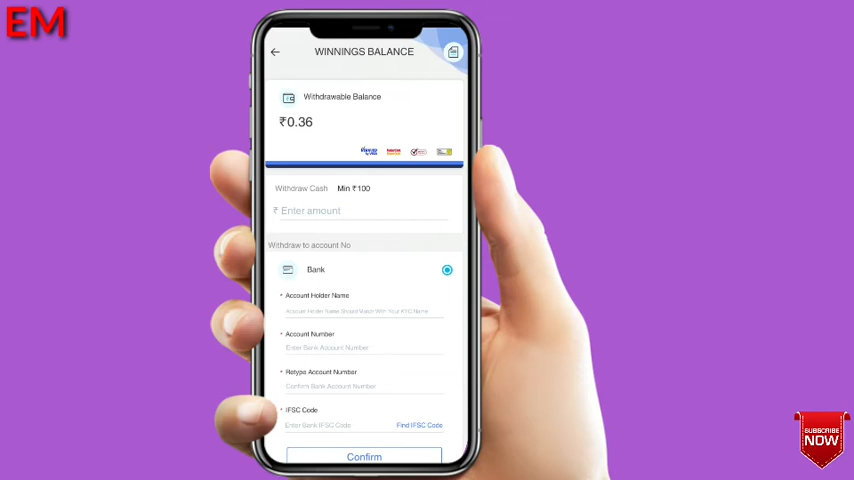 EM
WINNINGS BALANCE
Withdrawable Balance
₹0.36
Withdraw Cash Min ₹100
₹ Enter amount
Withdraw to account No
Bank
* Account Holder Name
Account Holder Name Should Match With Your KYC Name
* Account Number
Enter Bank Account Number
* Retype Account Number
Confirm Bank Account Number
* IFSC Code
Enter Bank IFSC Code Find IFSC Code
Confirm
SUBSCRIBE
NOW